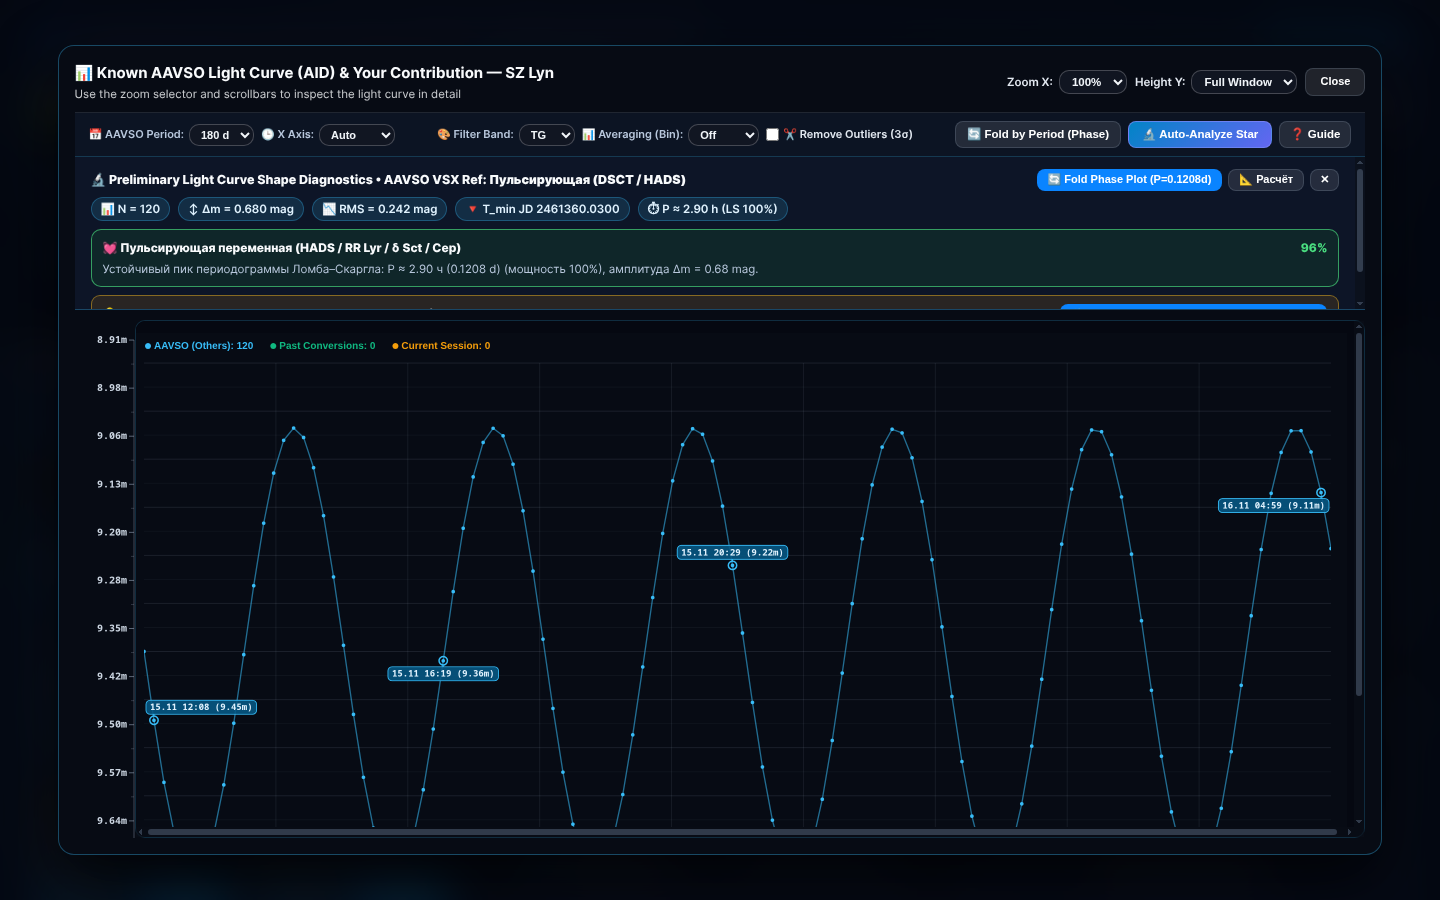 📊 Known AAVSO Light Curve (AID) & Your Contribution — SZ Lyn
Use the zoom selector and scrollbars to inspect the light curve in detail
Zoom X: 100% Height Y: Full Window Close
📅 AAVSO Period: 180 d 🕒 X Axis: Auto 🎨 Filter Band: TG 📊 Averaging (Bin): Off ✂️ Remove Outliers (3σ) 🔄 Fold by Period (Phase) 🔬 Auto-Analyze Star ❓ Guide
🔬 Preliminary Light Curve Shape Diagnostics • AAVSO VSX Ref: Пульсирующая (DSCT / HADS) 🔄 Fold Phase Plot (P=0.1208d) 📐 Расчёт ✕
📊 N = 120 ↕ Δm = 0.680 mag 📉 RMS = 0.242 mag 🔻 T_min JD 2461360.0300 ⏱ P ≈ 2.90 h (LS 100%)
💓 Пульсирующая переменная (HADS / RR Lyr / δ Sct / Cep) 96%
Устойчивый пик периодограммы Ломба–Скаргла: P ≈ 2.90 ч (0.1208 d) (мощность 100%), амплитуда Δm = 0.68 mag.
AAVSO (Others): 120 Past Conversions: 0 Current Session: 0
8.91m
8.98m
9.06m
9.13m
9.20m
9.28m
9.35m
9.42m
9.50m
9.57m
9.64m
16.11 04:59 (9.11m)
15.11 20:29 (9.22m)
15.11 16:19 (9.36m)
15.11 12:08 (9.45m)